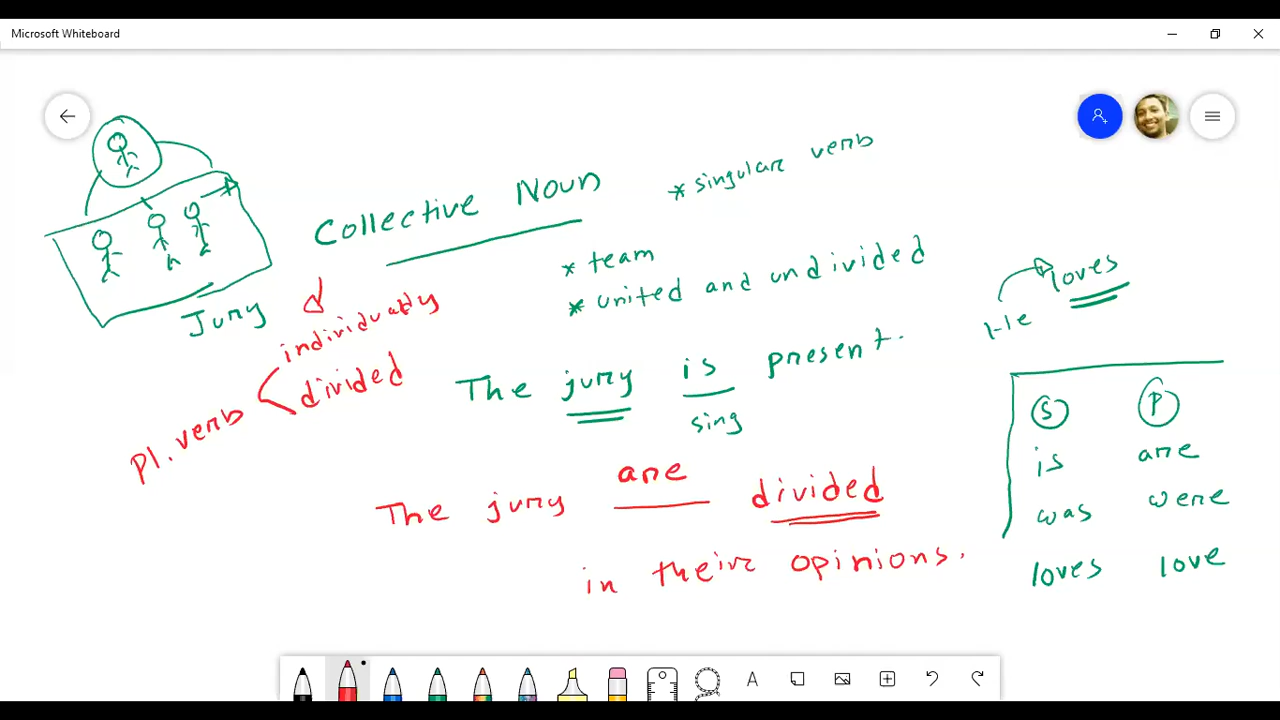 Microsoft Whiteboard
Collective Noun
* singular verb
* team
* united and undivided
Jury
individually
divided
pl. verb
The jury is present.
sing
The jury are divided
in their opinions.
He loves
S P
is are
was were
loves love
A